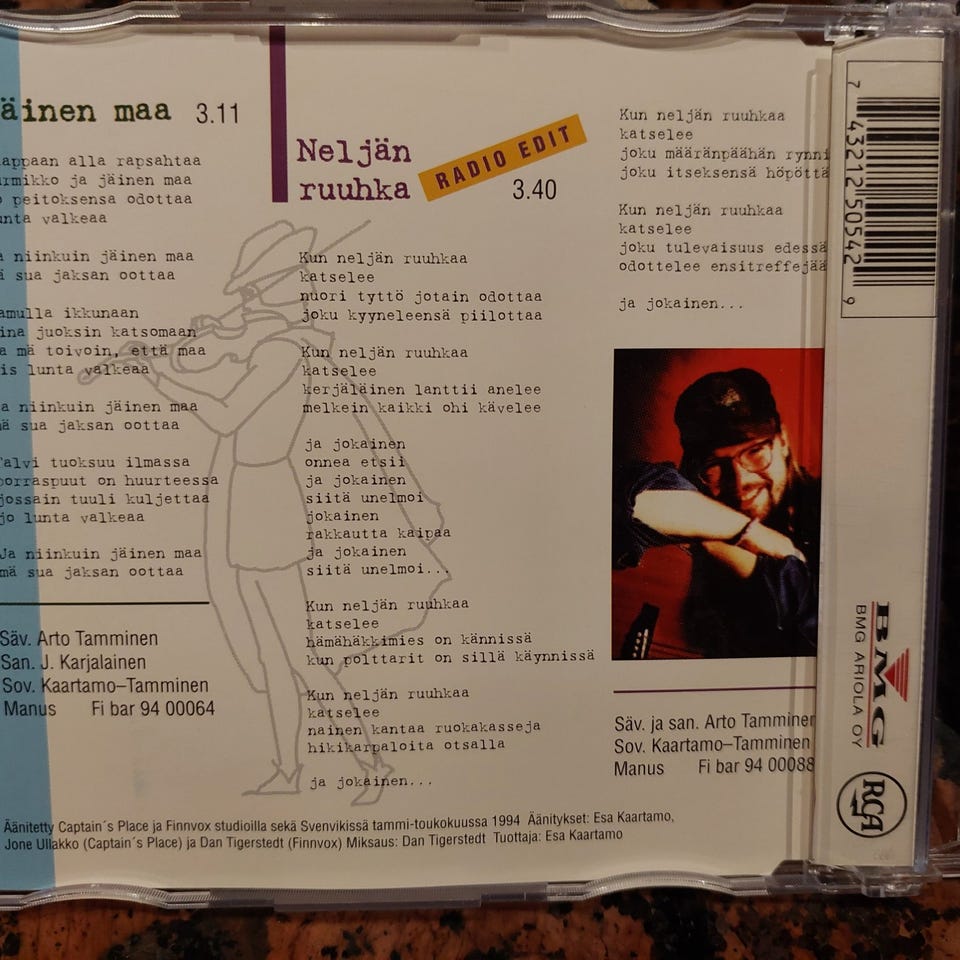 äinen maa 3.11
appaan alla rapsahtaa
urmikko ja jäinen maa
peitoksensa odottaa
unta valkeaa
niinkuin jäinen maa
sua jaksan oottaa
amulla ikkunaan
ina juoksin katsomaan
a mä toivoin, että maa
is lunta valkeaa
a niinkuin jäinen maa
ä sua jaksan oottaa
Talvi tuoksuu ilmassa
porraspuut on huurteessa
jossain tuuli kuljettaa
jo lunta valkeaa
Ja niinkuin jäinen maa
mä sua jaksan oottaa
Säv. Arto Tamminen
San. J. Karjalainen
Sov. Kaartamo–Tamminen
Manus Fi bar 94 00064
Neljän
ruuhka
RADIO EDIT
3.40
Kun neljän ruuhkaa
katselee
nuori tyttö jotain odottaa
joku kyyneleensä piilottaa
Kun neljän ruuhkaa
katselee
kerjäläinen lanttii anelee
melkein kaikki ohi kävelee
ja jokainen
onnea etsii
ja jokainen
siitä unelmoi
jokainen
rakkautta kaipaa
ja jokainen
siitä unelmoi...
Kun neljän ruuhkaa
katselee
hämähäkkimies on kännissä
kun polttarit on sillä käynnissä
Kun neljän ruuhkaa
katselee
nainen kantaa ruokakasseja
hikikarpaloita otsalla
ja jokainen...
Kun neljän ruuhkaa
katselee
joku määränpäähän rynni
joku itseksensä höpöttä
Kun neljän ruuhkaa
katselee
joku tulevaisuus edessä
odottelee ensitreffejää
ja jokainen...
Säv. ja san. Arto Tamminen
Sov. Kaartamo–Tamminen
Manus Fi bar 94 00088
Äänitetty Captain´s Place ja Finnvox studioilla sekä Svenvikissä tammi-toukokuussa 1994 Äänitykset: Esa Kaartamo,
Jone Ullakko (Captain´s Place) ja Dan Tigerstedt (Finnvox) Miksaus: Dan Tigerstedt Tuottaja: Esa Kaartamo
7 43212 50542 9
BMG
BMG ARIOLA OY
RCA